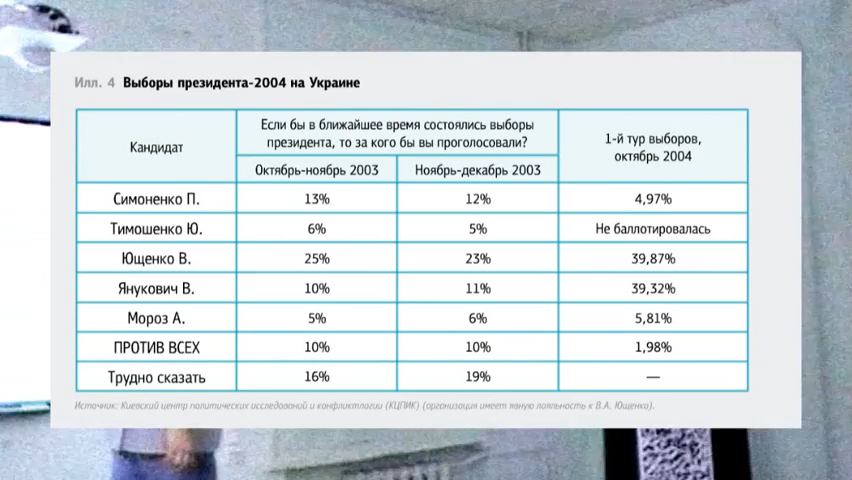 Илл. 4 Выборы президента-2004 на Украине
Кандидат
Если бы в ближайшее время состоялись выборы
президента, то за кого бы вы проголосовали?
1-й тур выборов,
октябрь 2004
Октябрь-ноябрь 2003 Ноябрь-декабрь 2003
Симоненко П. 13% 12% 4,97%
Тимошенко Ю. 6% 5% Не баллотировалась
Ющенко В. 25% 23% 39,87%
Янукович В. 10% 11% 39,32%
Мороз А. 5% 6% 5,81%
ПРОТИВ ВСЕХ 10% 10% 1,98%
Трудно сказать 16% 19% —
Источник: Киевский центр политических исследований и конфликтлогии (КЦПИК) (организация имеет явную лояльность к В.А. Ющенко).